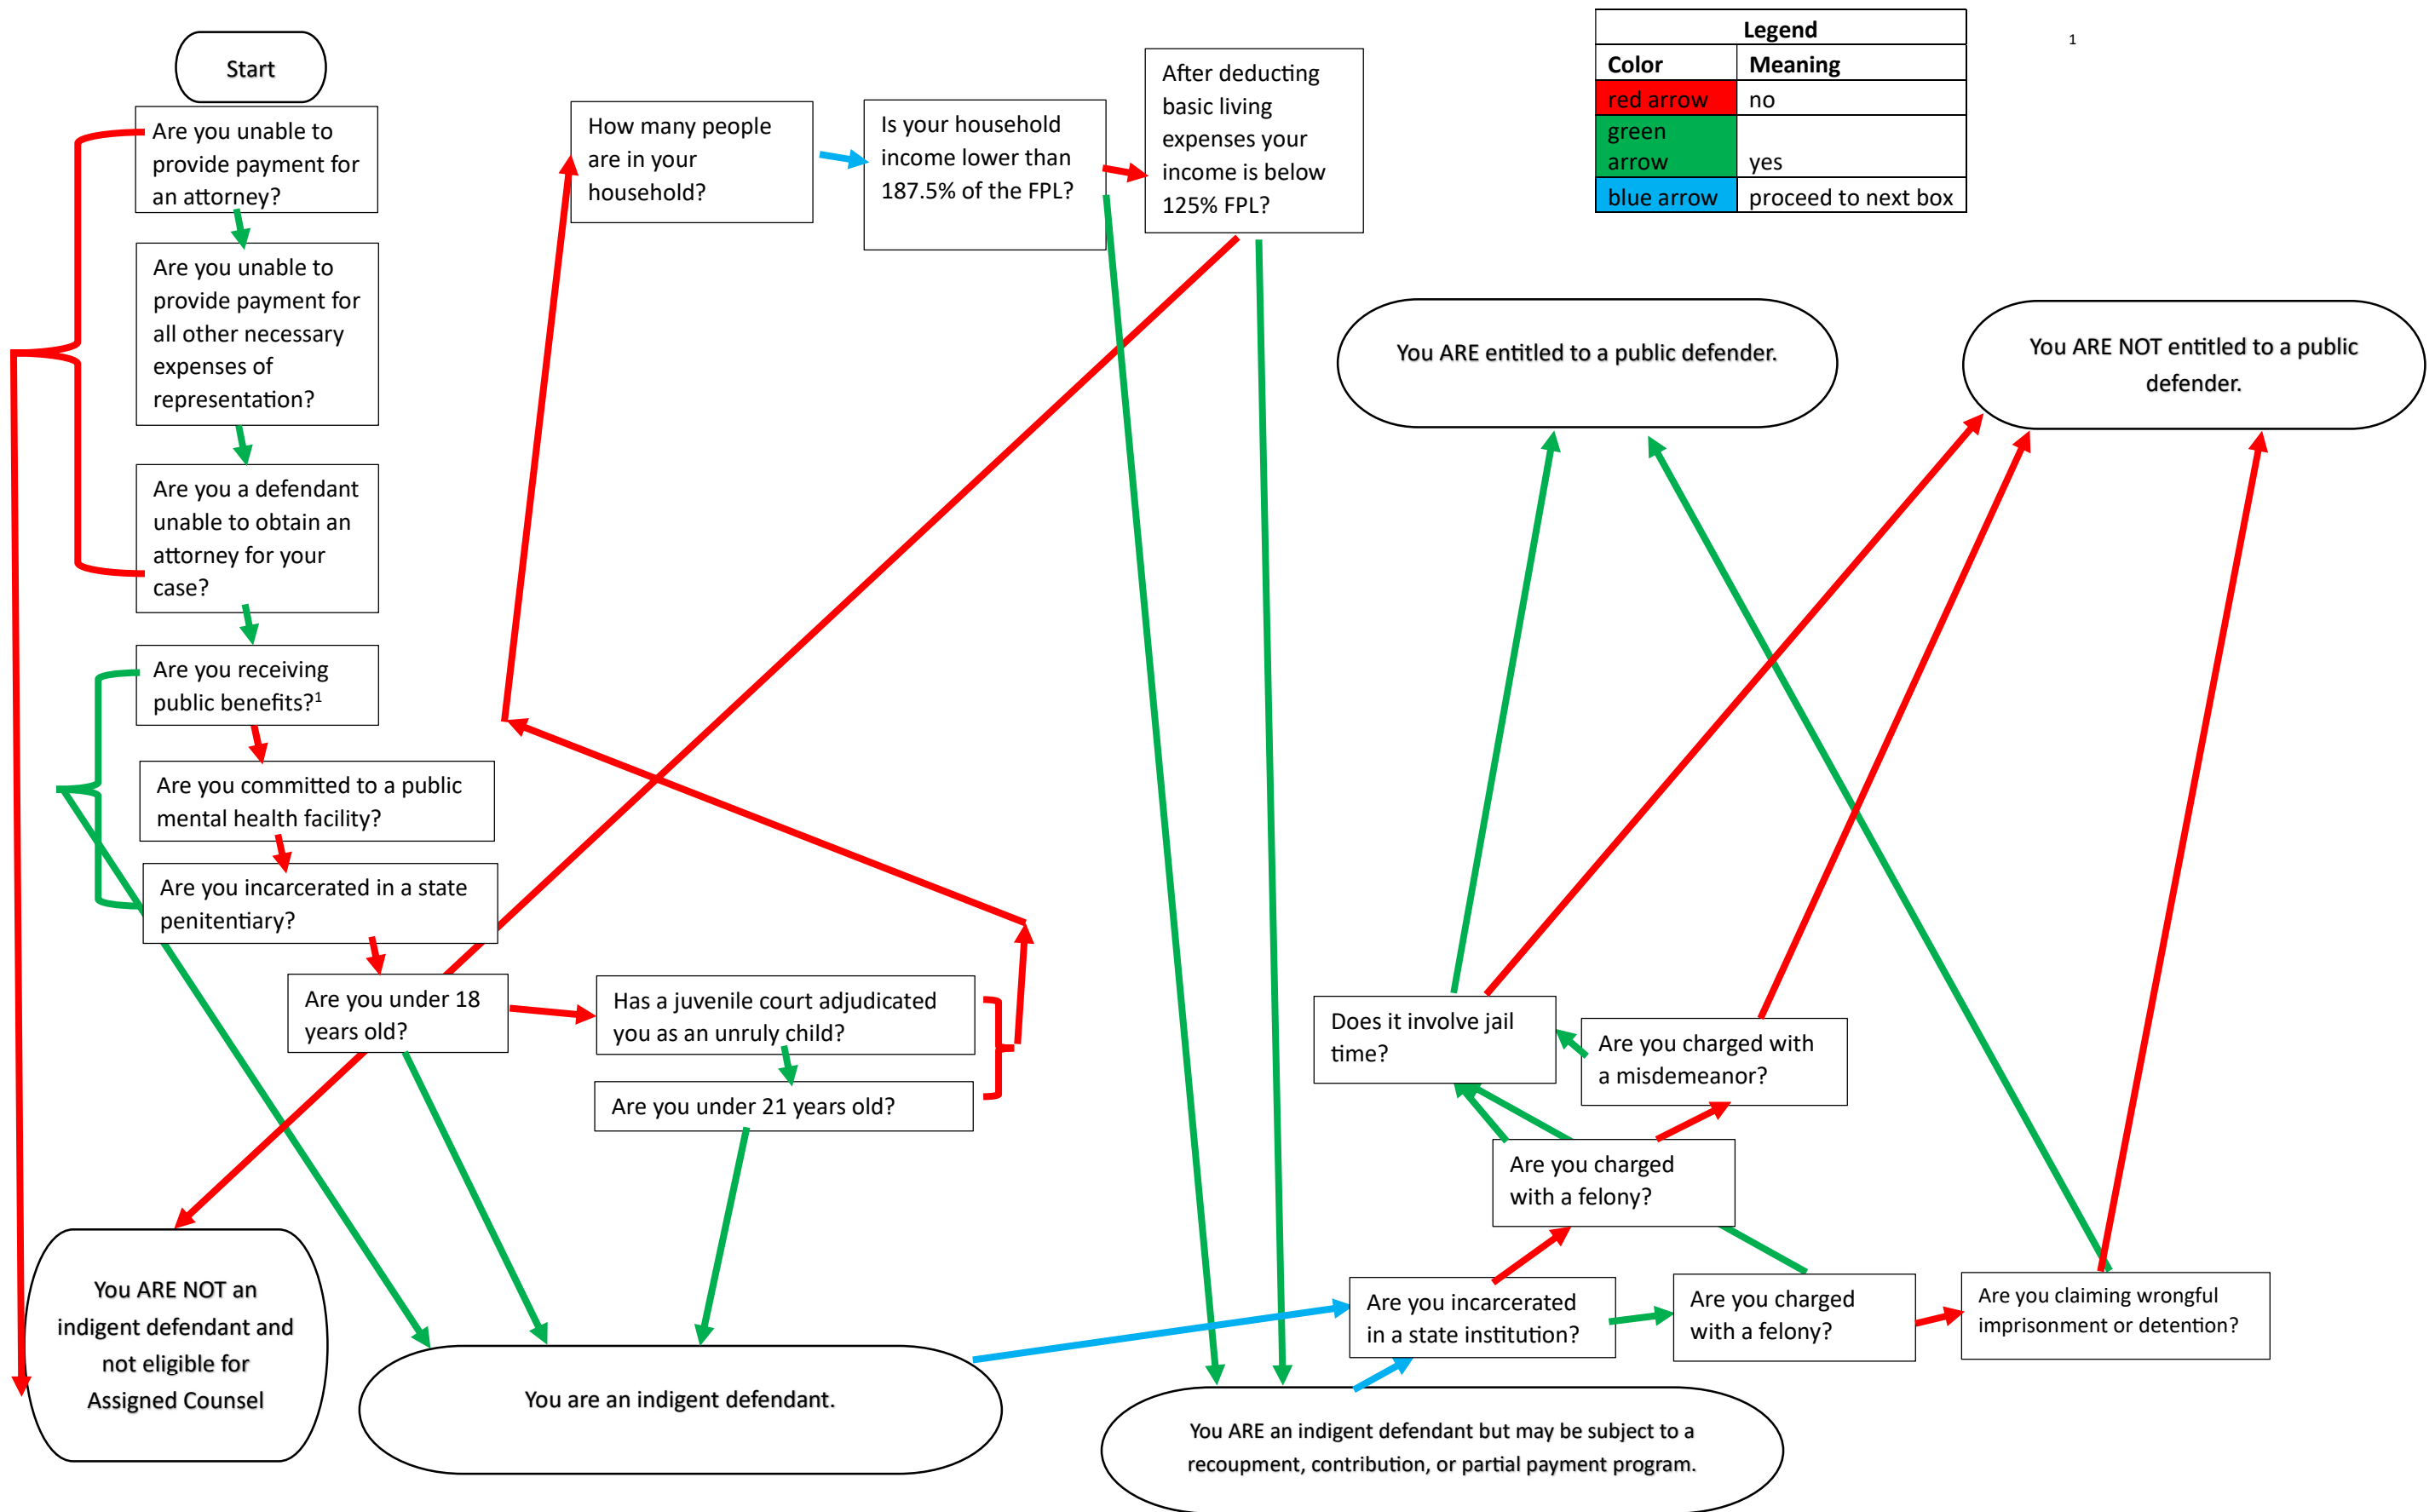 Start
Are you unable to
provide payment for
an attorney?
Are you unable to
provide payment for
all other necessary
expenses of
representation?
Are you a defendant
unable to obtain an
attorney for your
case?
Are you receiving
public benefits?¹
Are you committed to a public
mental health facility?
Are you incarcerated in a state
penitentiary?
Are you under 18
years old?
Has a juvenile court adjudicated
you as an unruly child?
Are you under 21 years old?
How many people
are in your
household?
Is your household
income lower than
187.5% of the FPL?
After deducting
basic living
expenses your
income is below
125% FPL?
Legend
Color Meaning
red arrow no
green
arrow yes
blue arrow proceed to next box
1
You ARE entitled to a public defender.
You ARE NOT entitled to a public
defender.
Does it involve jail
time?
Are you charged with
a misdemeanor?
Are you charged
with a felony?
Are you incarcerated
in a state institution?
Are you charged
with a felony?
Are you claiming wrongful
imprisonment or detention?
You ARE NOT an
indigent defendant and
not eligible for
Assigned Counsel
You are an indigent defendant.
You ARE an indigent defendant but may be subject to a
recoupment, contribution, or partial payment program.